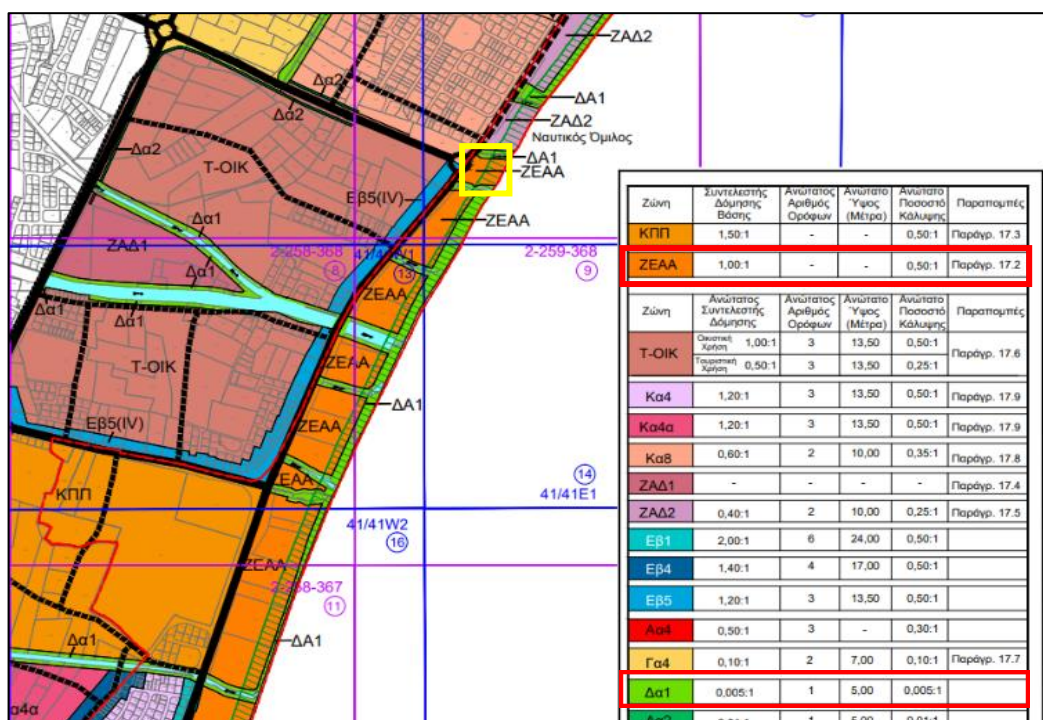 ΖΑΔ2
Δα2
ΔΑ1
Δα2
ΖΑΔ2
Ναυτικός Όμιλος
Δα2
ΔΑ1
Τ-ΟΙΚ
ΖΕΑΑ
Εβ5(IV)
Δα1
ΖΕΑΑ
ΖΑΔ1
2-258-368
2-259-368
8
13
9
Δα1
ΖΕΑΑ
Δα1
Δα1
Τ-ΟΙΚ
ΖΕΑΑ
ΔΑ1
Εβ5(IV)
ΖΕΑΑ
ΕΑΑ
14
ΚΠΠ
41/41E1
41/41W2
16
ΖΕΑΑ
2-258-367
11
Δα1
ΔΑ1
α4α
Ζώνη Συντελεστής Δόμησης Βάσης Ανώτατος Αριθμός Ορόφων Ανώτατο Ύψος (Μέτρα) Ανώτατο Ποσοστό Κάλυψης Παραπομπές
ΚΠΠ 1,50:1 - - 0,50:1 Παράγρ. 17.3
ΖΕΑΑ 1,00:1 - - 0,50:1 Παράγρ. 17.2
Ζώνη Ανώτατος Συντελεστής Δόμησης Ανώτατος Αριθμός Ορόφων Ανώτατο Ύψος (Μέτρα) Ανώτατο Ποσοστό Κάλυψης Παραπομπές
Τ-ΟΙΚ Οικιστική Χρήση 1,00:1 3 13,50 0,50:1 Παράγρ. 17.6
Τουριστική Χρήση 0,50:1 3 13,50 0,25:1
Κα4 1,20:1 3 13,50 0,50:1 Παράγρ. 17.9
Κα4α 1,20:1 3 13,50 0,50:1 Παράγρ. 17.9
Κα8 0,60:1 2 10,00 0,35:1 Παράγρ. 17.8
ΖΑΔ1 - - - - Παράγρ. 17.4
ΖΑΔ2 0,40:1 2 10,00 0,25:1 Παράγρ. 17.5
Εβ1 2,00:1 6 24,00 0,50:1
Εβ4 1,40:1 4 17,00 0,50:1
Εβ5 1,20:1 3 13,50 0,50:1
Αα4 0,50:1 3 - 0,30:1
Γα4 0,10:1 2 7,00 0,10:1 Παράγρ. 17.7
Δα1 0,005:1 1 5,00 0,005:1